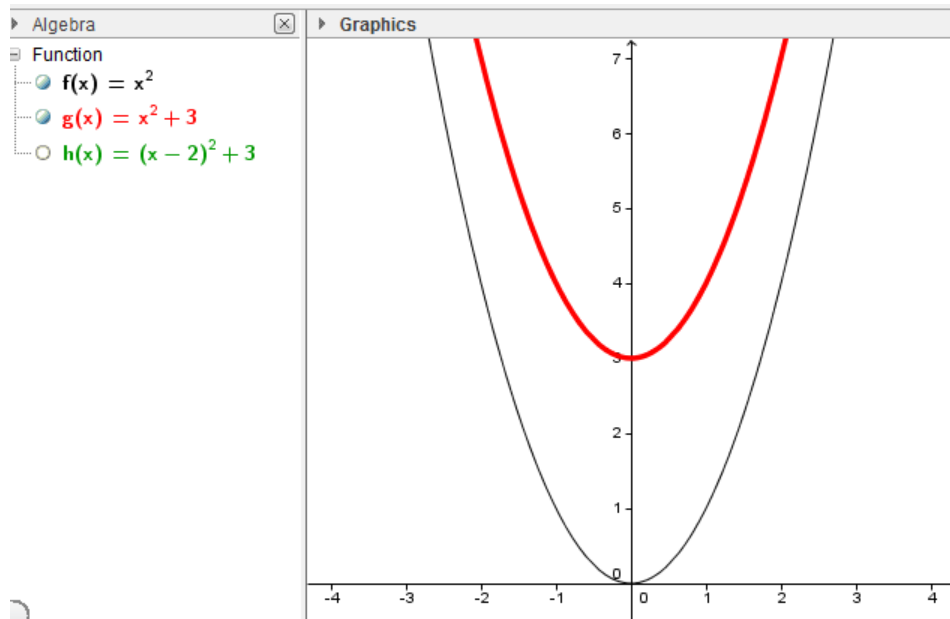 Algebra
Graphics
Function
f(x) = x²
g(x) = x² + 3
h(x) = (x − 2)² + 3
7
6
5
4
3
2
1
0
-4 -3 -2 -1 0 1 2 3 4